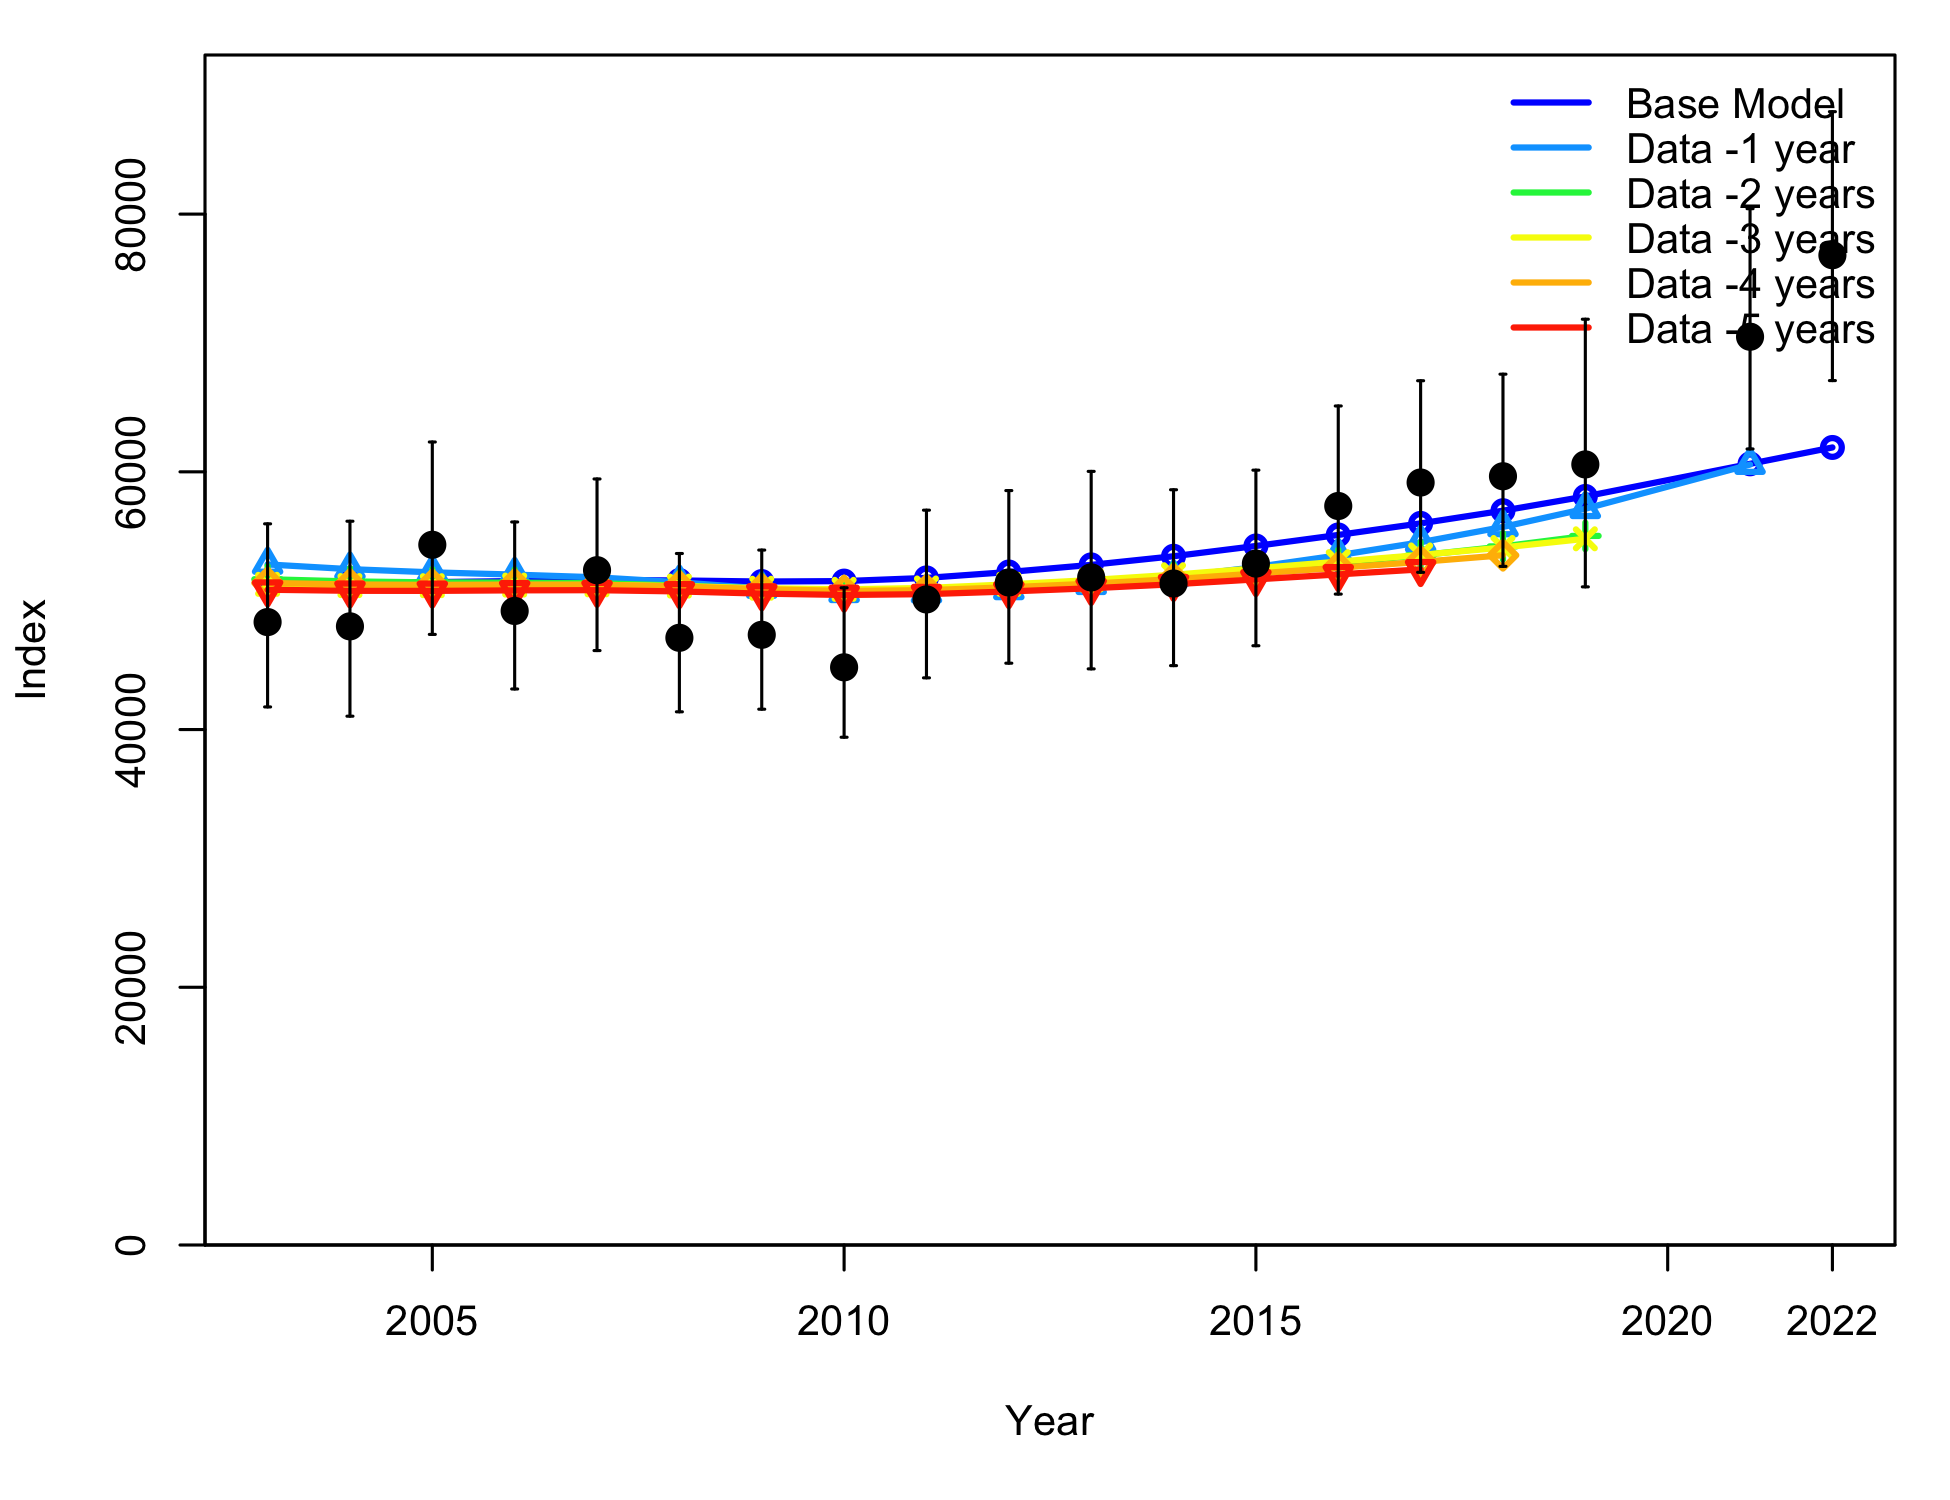 Base Model
Data -1 year
Data -2 years
Data -3 years
Data -4 years
Data -5 years
80000
60000
40000
20000
0
Index
2005 2010 2015 2020 2022
Year